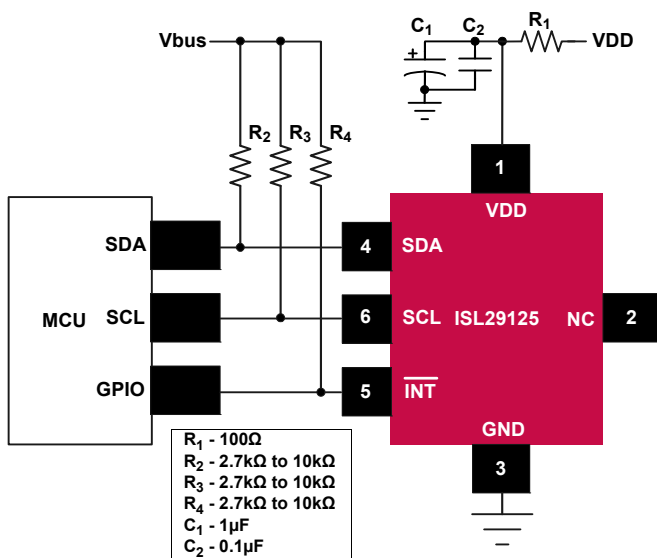 C1 C2 R1
Vbus VDD
R2 R3 R4
1
VDD
SDA 4 SDA
MCU SCL 6 SCL ISL29125 NC 2
GPIO 5 INT
GND
3
R1 - 100Ω
R2 - 2.7kΩ to 10kΩ
R3 - 2.7kΩ to 10kΩ
R4 - 2.7kΩ to 10kΩ
C1 - 1µF
C2 - 0.1µF